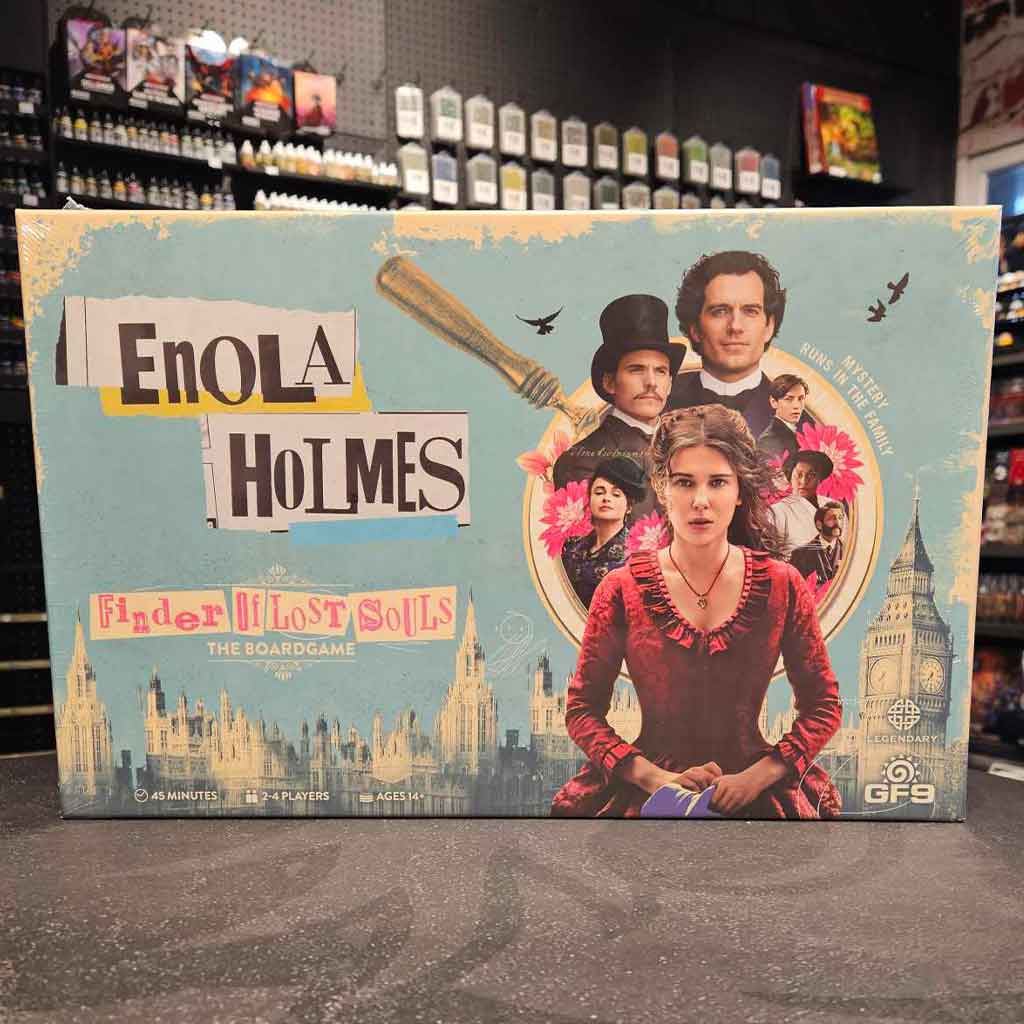 EnOLA
HOLMES
Finder Of LOST SOULS
THE BOARDGAME
MYSTERY
RUNS IN THE FAMILY
45 MINUTES
2-4 PLAYERS
AGES 14+
LEGENDARY
GF9